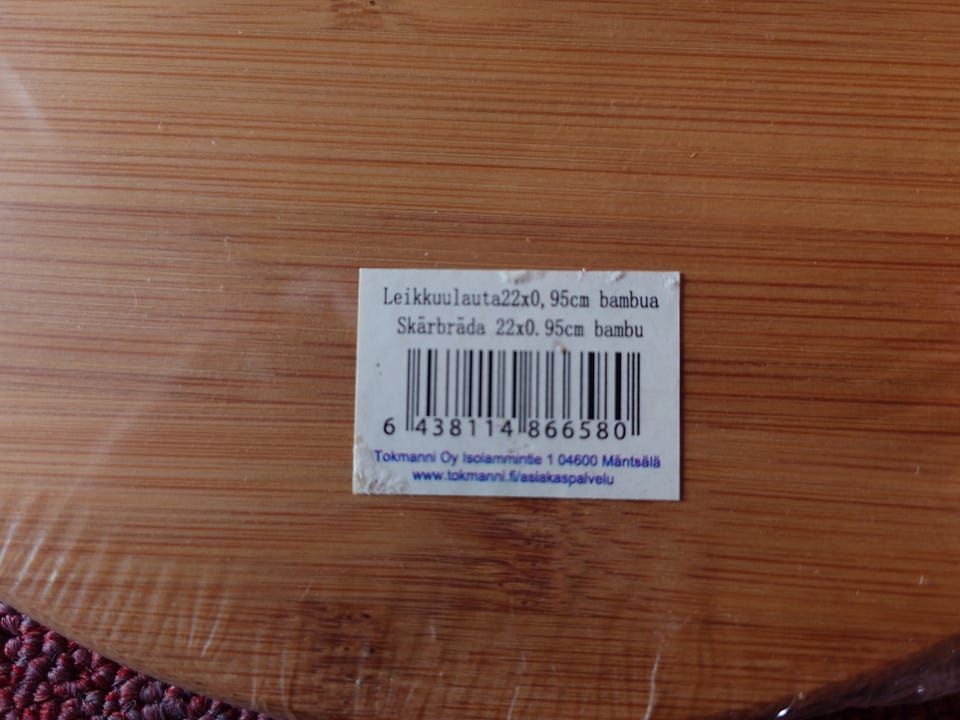 Leikkuulauta22x0,95cm bambua
Skärbräda 22x0.95cm bambu
6 438114 866580
Tokmanni Oy Isolammintie 1 04600 Mäntsälä
www.tokmanni.fi/asiakaspalvelu